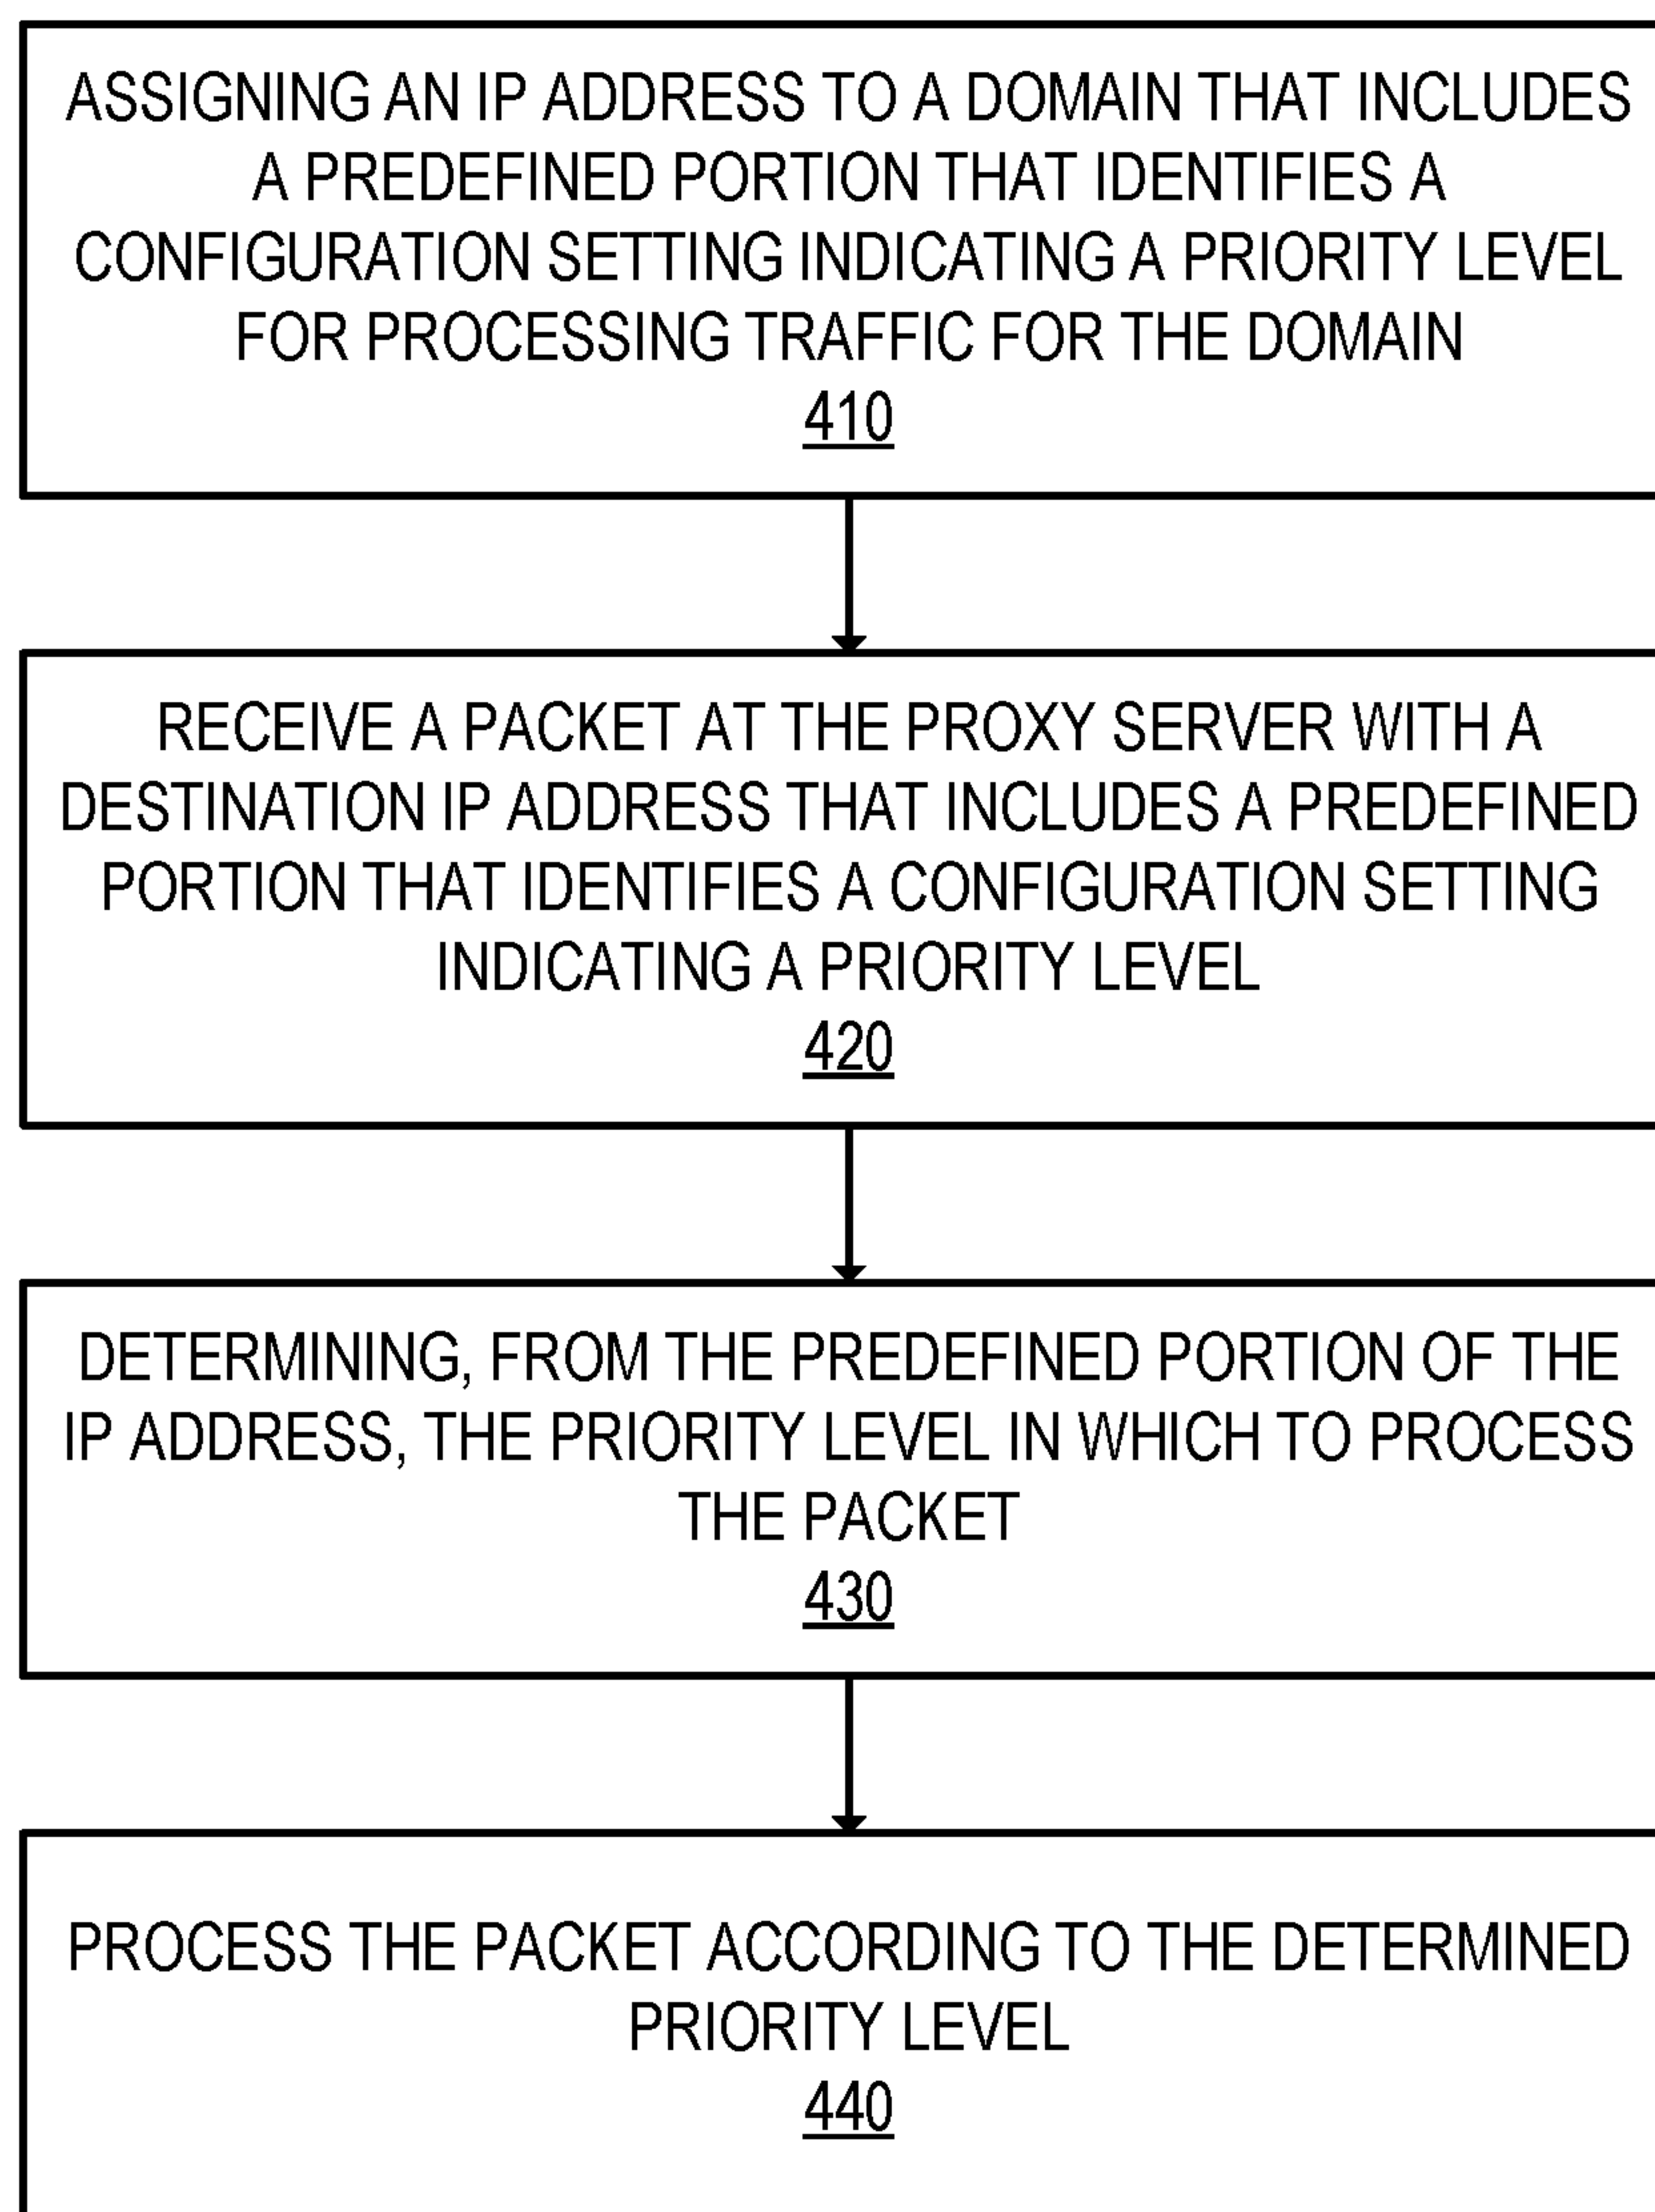 ASSIGNING AN IP ADDRESS TO A DOMAIN THAT INCLUDES
A PREDEFINED PORTION THAT IDENTIFIES A
CONFIGURATION SETTING INDICATING A PRIORITY LEVEL
FOR PROCESSING TRAFFIC FOR THE DOMAIN
410
RECEIVE A PACKET AT THE PROXY SERVER WITH A
DESTINATION IP ADDRESS THAT INCLUDES A PREDEFINED
PORTION THAT IDENTIFIES A CONFIGURATION SETTING
INDICATING A PRIORITY LEVEL
420
DETERMINING, FROM THE PREDEFINED PORTION OF THE
IP ADDRESS, THE PRIORITY LEVEL IN WHICH TO PROCESS
THE PACKET
430
PROCESS THE PACKET ACCORDING TO THE DETERMINED
PRIORITY LEVEL
440